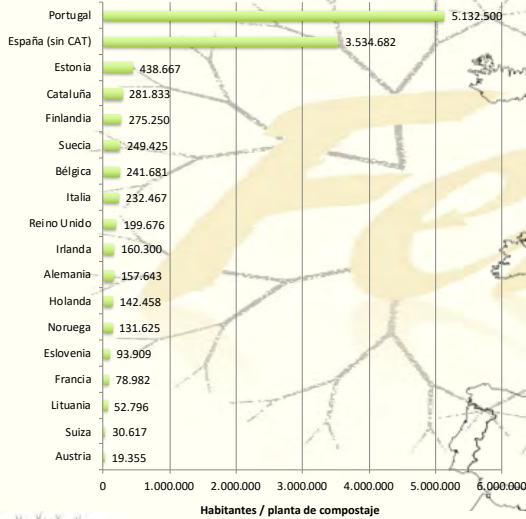 Portugal 5.132.500
España (sin CAT) 3.534.682
Estonia 438.667
Cataluña 281.833
Finlandia 275.250
Suecia 249.425
Bélgica 241.681
Italia 232.467
Reino Unido 199.676
Irlanda 160.300
Alemania 157.643
Holanda 142.458
Noruega 131.625
Eslovenia 93.909
Francia 78.982
Lituania 52.796
Suiza 30.617
Austria 19.355
0 1.000.000 2.000.000 3.000.000 4.000.000 5.000.000 6.000.000
Habitantes / planta de compostaje